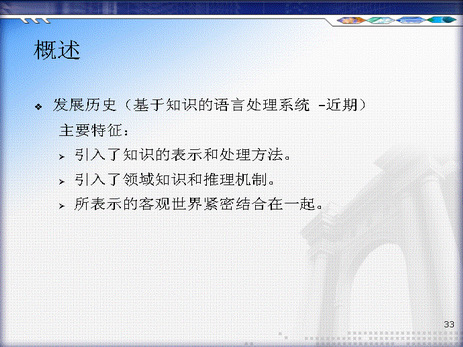 概述
❖ 发展历史（基于知识的语言处理系统 –近期）
主要特征：
➢ 引入了知识的表示和处理方法。
➢ 引入了领域知识和推理机制。
➢ 所表示的客观世界紧密结合在一起。
33